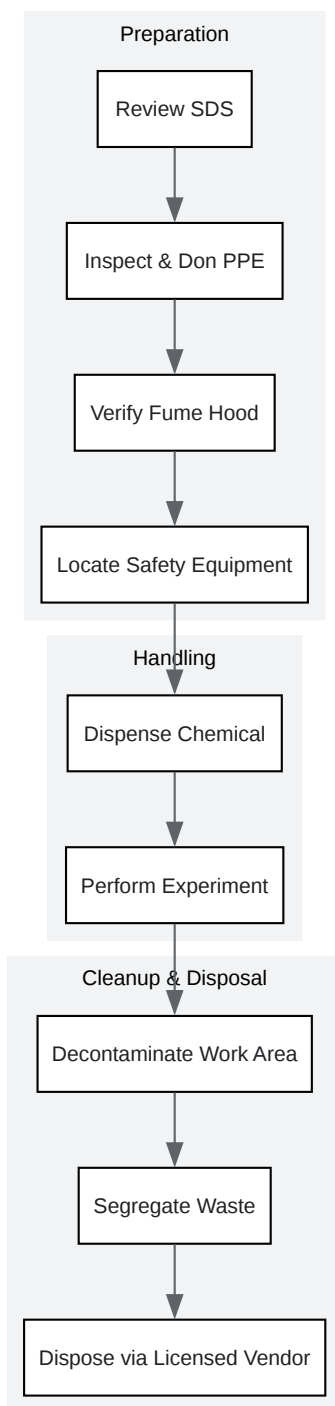 Preparation
Review SDS
Inspect & Don PPE
Verify Fume Hood
Locate Safety Equipment
Handling
Dispense Chemical
Perform Experiment
Cleanup & Disposal
Decontaminate Work Area
Segregate Waste
Dispose via Licensed Vendor